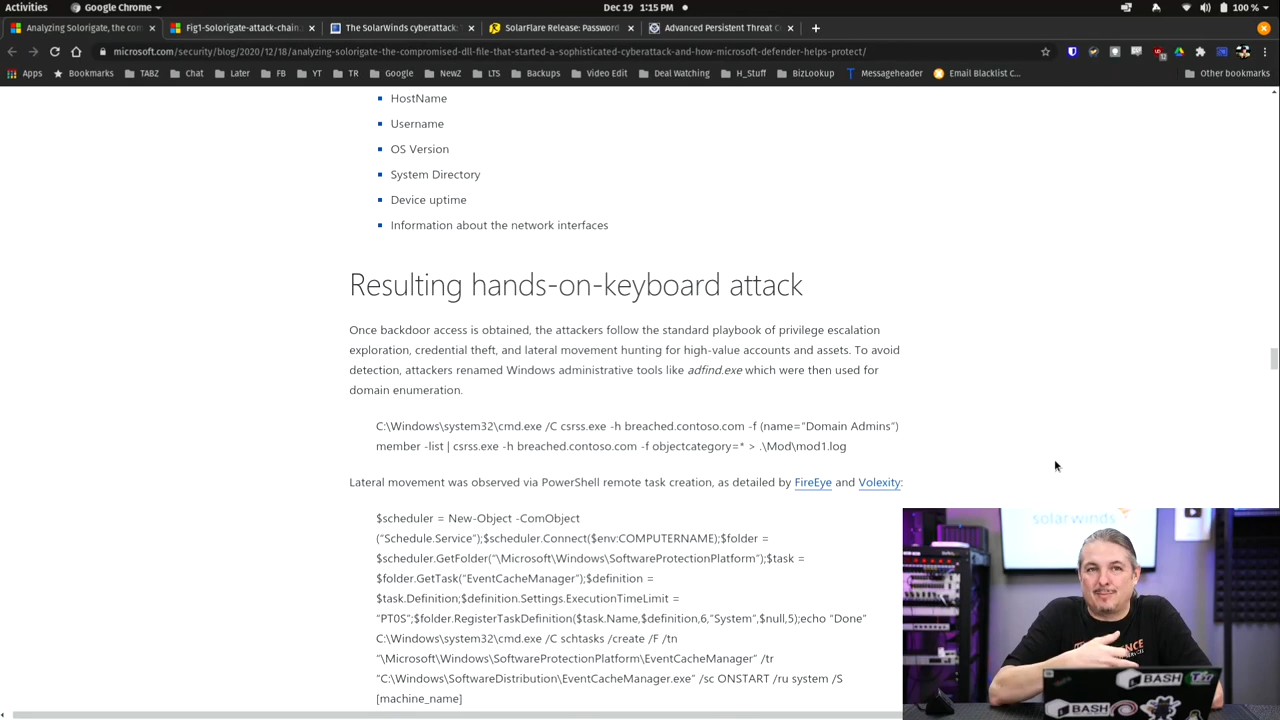 Activities
Google Chrome
Dec 19 1:15 PM
100 %
Analyzing Solorigate, the com
Fig1-Solorigate-attack-chain
The SolarWinds cyberattack:
SolarFlare Release: Password
Advanced Persistent Threat C
microsoft.com/security/blog/2020/12/18/analyzing-solorigate-the-compromised-dll-file-that-started-a-sophisticated-cyberattack-and-how-microsoft-defender-helps-protect/
Apps Bookmarks TABZ Chat Later FB YT TR Google NewZ LTS Backups Video Edit Deal Watching H_Stuff BizLookup Messageheader Email Blacklist C... Other bookmarks
HostName
Username
OS Version
System Directory
Device uptime
Information about the network interfaces
Resulting hands-on-keyboard attack
Once backdoor access is obtained, the attackers follow the standard playbook of privilege escalation
exploration, credential theft, and lateral movement hunting for high-value accounts and assets. To avoid
detection, attackers renamed Windows administrative tools like adfind.exe which were then used for
domain enumeration.
C:\Windows\system32\cmd.exe /C csrss.exe -h breached.contoso.com -f (name="Domain Admins")
member -list | csrss.exe -h breached.contoso.com -f objectcategory=* > .\Mod\mod1.log
Lateral movement was observed via PowerShell remote task creation, as detailed by FireEye and Volexity:
$scheduler = New-Object -ComObject
("Schedule.Service");$scheduler.Connect($env:COMPUTERNAME);$folder =
$scheduler.GetFolder("\Microsoft\Windows\SoftwareProtectionPlatform");$task =
$folder.GetTask("EventCacheManager");$definition =
$task.Definition;$definition.Settings.ExecutionTimeLimit =
"PT0S";$folder.RegisterTaskDefinition($task.Name,$definition,6,"System",$null,5);echo "Done"
C:\Windows\system32\cmd.exe /C schtasks /create /F /tn
"\Microsoft\Windows\SoftwareProtectionPlatform\EventCacheManager" /tr
"C:\Windows\SoftwareDistribution\EventCacheManager.exe" /sc ONSTART /ru system /S
[machine_name]
solarwinds
BASH
BASH